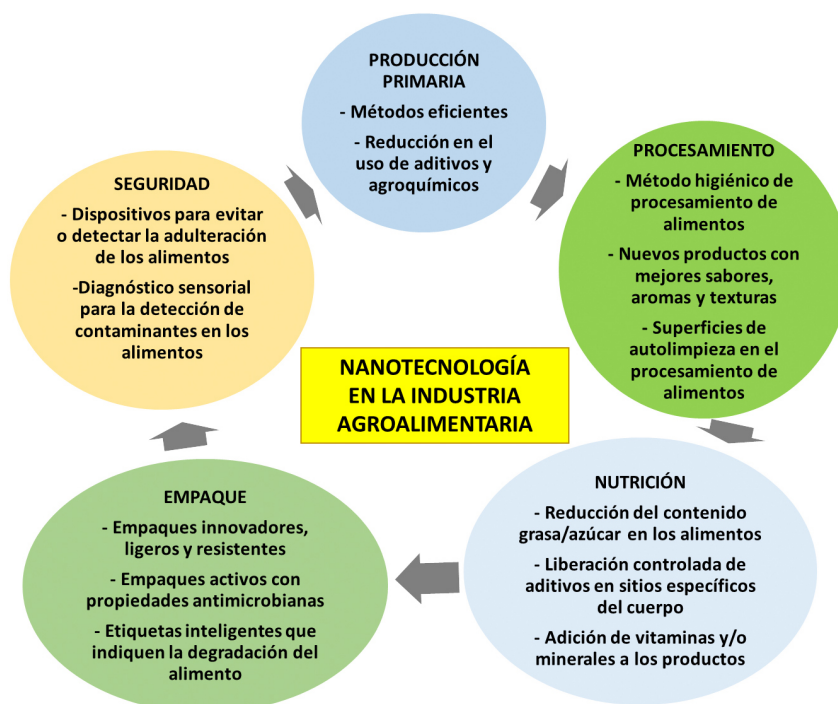 PRODUCCIÓN
PRIMARIA
- Métodos eficientes
- Reducción en el
uso de aditivos y
agroquímicos
PROCESAMIENTO
- Método higiénico de
procesamiento de
alimentos
- Nuevos productos con
mejores sabores,
aromas y texturas
- Superficies de
autolimpieza en el
procesamiento de
alimentos
NUTRICIÓN
- Reducción del contenido
grasa/azúcar en los alimentos
- Liberación controlada de
aditivos en sitios específicos
del cuerpo
- Adición de vitaminas y/o
minerales a los productos
EMPAQUE
- Empaques innovadores,
ligeros y resistentes
- Empaques activos con
propiedades antimicrobianas
- Etiquetas inteligentes que
indiquen la degradación del
alimento
SEGURIDAD
- Dispositivos para evitar
o detectar la adulteración
de los alimentos
-Diagnóstico sensorial
para la detección de
contaminantes en los
alimentos
NANOTECNOLOGÍA
EN LA INDUSTRIA
AGROALIMENTARIA